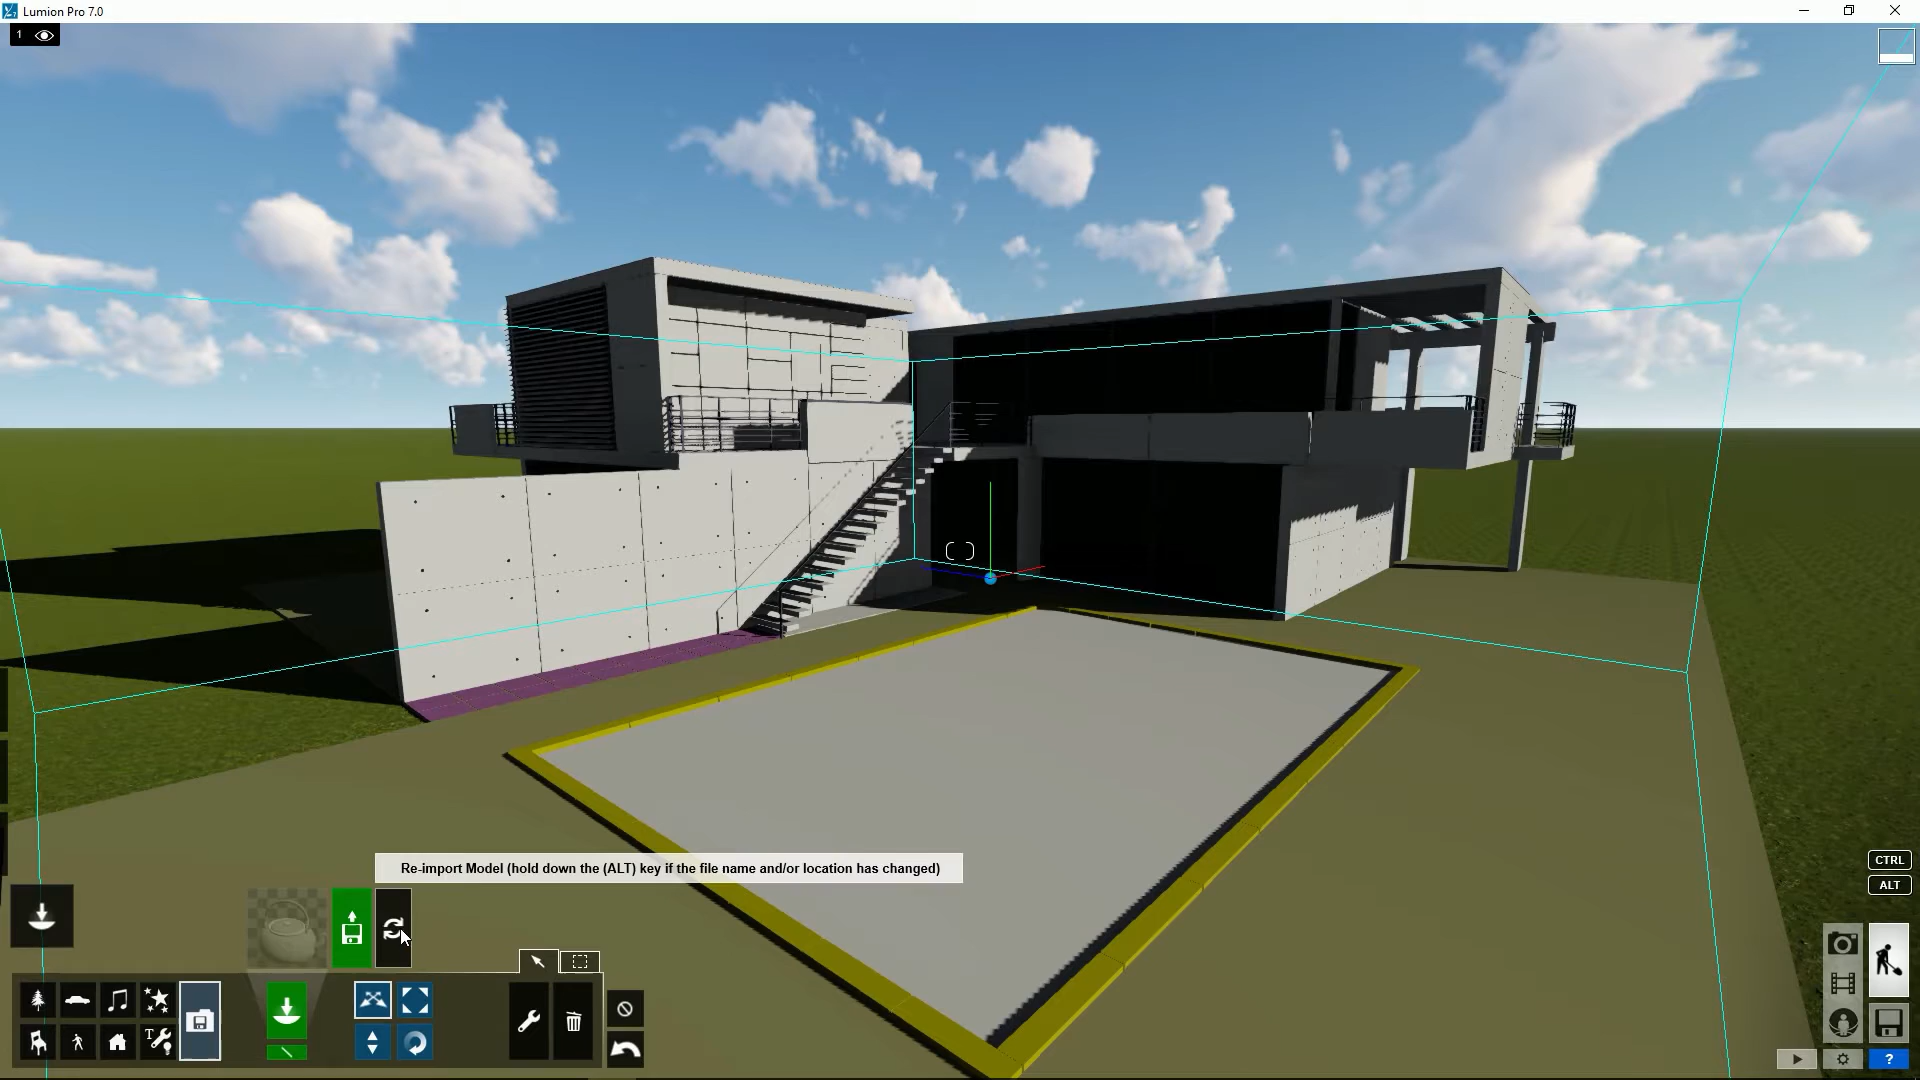 Lumion Pro 7.0
1
Re-import Model (hold down the (ALT) key if the file name and/or location has changed)
CTRL
ALT
T
?